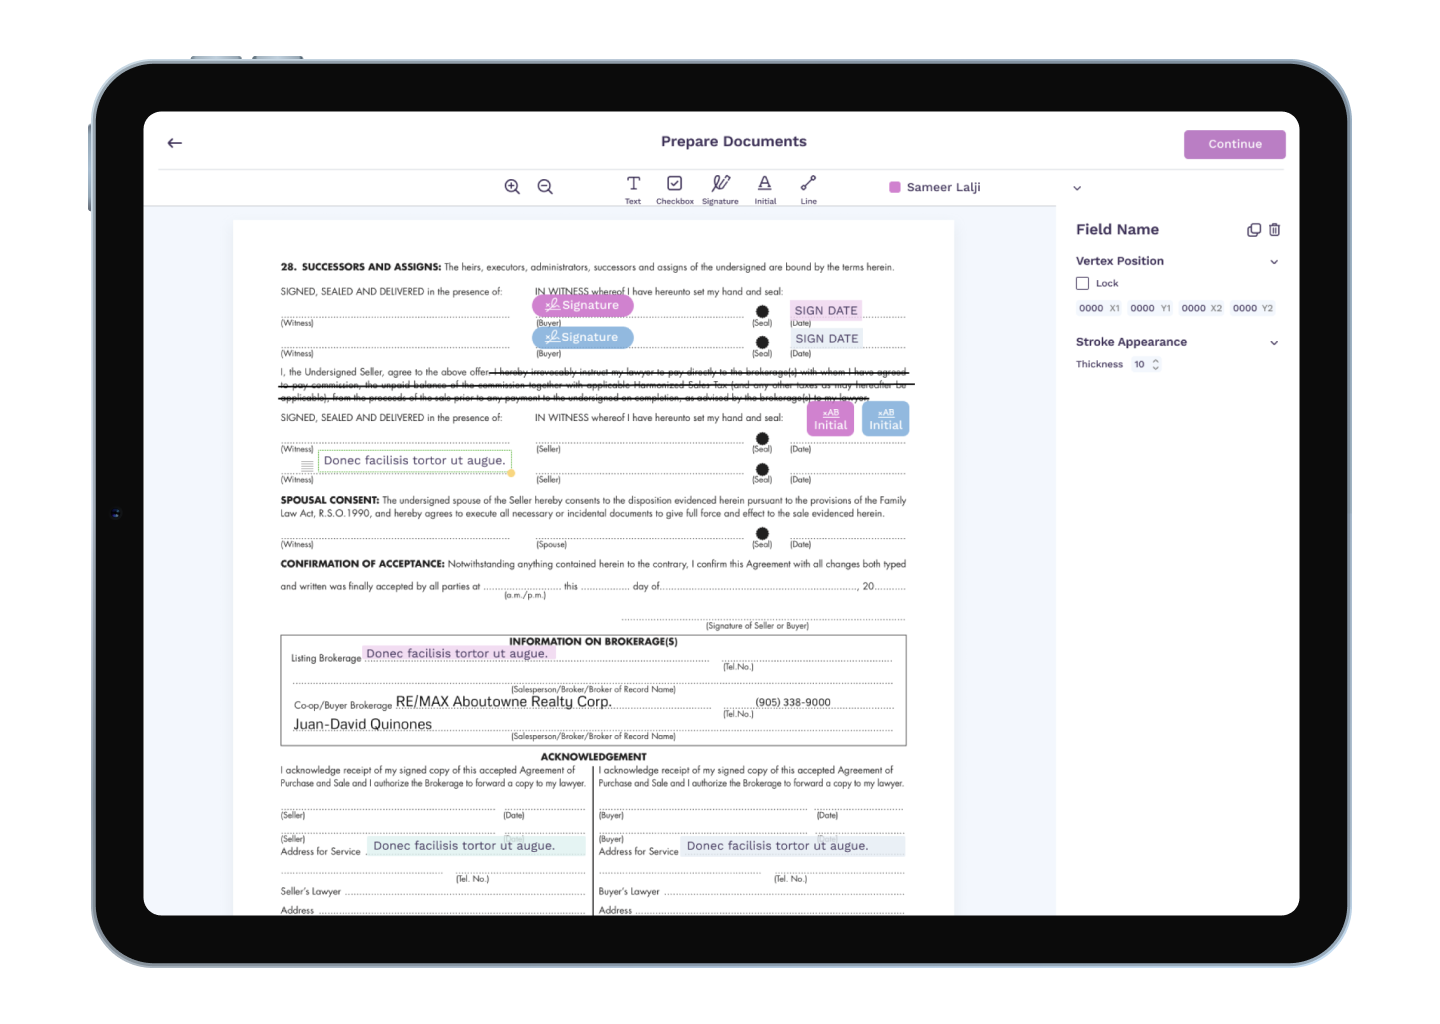 Prepare Documents
Continue
Text Checkbox Signature Initial Line
Sameer Lalji
Field Name
Vertex Position
Lock
0000 X1 0000 Y1 0000 X2 0000 Y2
Stroke Appearance
Thickness 10
28. SUCCESSORS AND ASSIGNS: The heirs, executors, administrators, successors and assigns of the undersigned are bound by the terms herein.
SIGNED, SEALED AND DELIVERED in the presence of: IN WITNESS whereof I have hereunto set my hand and seal:
Signature SIGN DATE
(Witness) (Buyer) (Seal) (Date)
Signature SIGN DATE
(Witness) (Buyer) (Seal) (Date)
I, the Undersigned Seller, agree to the above offer. I hereby irrevocably instruct my lawyer to pay directly to the brokerage(s) with whom I have agreed
to pay commission, the unpaid balance of the commission together with applicable Harmonized Sales Tax (and any other taxes as may hereafter be
applicable), from the proceeds of the sale prior to any payment to the undersigned on completion, as advised by the brokerage(s) to my lawyer.
SIGNED, SEALED AND DELIVERED in the presence of: IN WITNESS whereof I have hereunto set my hand and seal:
xAB xAB
Initial Initial
(Witness) (Seller) (Seal) (Date)
Donec facilisis tortor ut augue.
(Witness) (Seller) (Seal) (Date)
SPOUSAL CONSENT: The undersigned spouse of the Seller hereby consents to the disposition evidenced herein pursuant to the provisions of the Family
Law Act, R.S.O.1990, and hereby agrees to execute all necessary or incidental documents to give full force and effect to the sale evidenced herein.
(Witness) (Spouse) (Seal) (Date)
CONFIRMATION OF ACCEPTANCE: Notwithstanding anything contained herein to the contrary, I confirm this Agreement with all changes both typed
and written was finally accepted by all parties at ........ this ........ day of........, 20........
(a.m./p.m.)
(Signature of Seller or Buyer)
INFORMATION ON BROKERAGE(S)
Listing Brokerage Donec facilisis tortor ut augue.
(Tel.No.)
(Salesperson/Broker/Broker of Record Name)
Co-op/Buyer Brokerage RE/MAX Aboutowne Realty Corp. (905) 338-9000
(Tel.No.)
Juan-David Quinones
(Salesperson/Broker/Broker of Record Name)
ACKNOWLEDGEMENT
I acknowledge receipt of my signed copy of this accepted Agreement of
Purchase and Sale and I authorize the Brokerage to forward a copy to my lawyer.
(Seller) (Date)
(Seller) (Date)
Address for Service Donec facilisis tortor ut augue.
(Tel. No.)
Seller's Lawyer
Address
I acknowledge receipt of my signed copy of this accepted Agreement of
Purchase and Sale and I authorize the Brokerage to forward a copy to my lawyer.
(Buyer) (Date)
(Buyer) (Date)
Address for Service Donec facilisis tortor ut augue.
(Tel. No.)
Buyer's Lawyer
Address